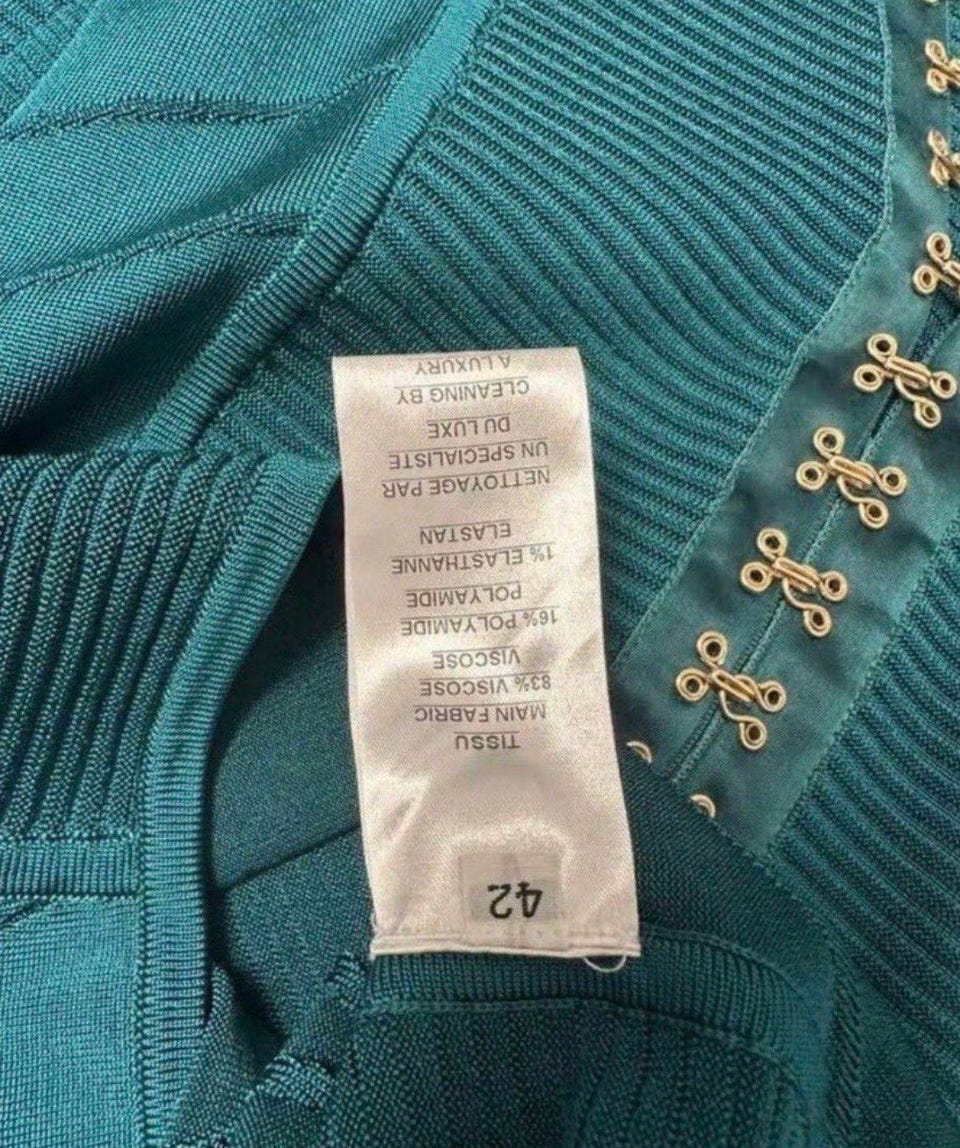 42
TISSU
MAIN FABRIC
83% VISCOSE
VISCOSE
16% POLYAMIDE
POLYAMIDE
1% ELASTHANNE
ELASTAN
NETTOYAGE PAR
UN SPECIALISTE
DU LUXE
CLEANING BY
A LUXURY